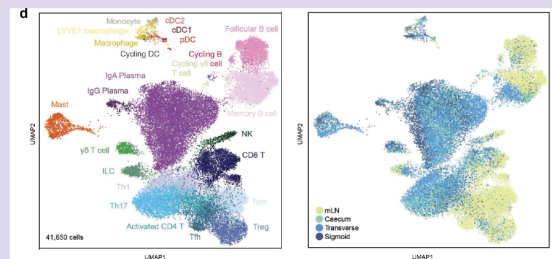 d
Monocyte
cDC2
LYVE1 macrophage
cDC1
Macrophage
pDC
Cycling DC
Follicular B cell
Cycling B
cell
Cycling γδ
T cell
IgA Plasma
IgG Plasma
Memory B cell
Mast
NK
γδ T cell
CD8 T
ILC
Th1
Th17
Tcm
Activated CD4 T
Tfh
Treg
41,650 cells
UMAP2
UMAP1
mLN
Caecum
Transverse
Sigmoid
UMAP2
UMAP1